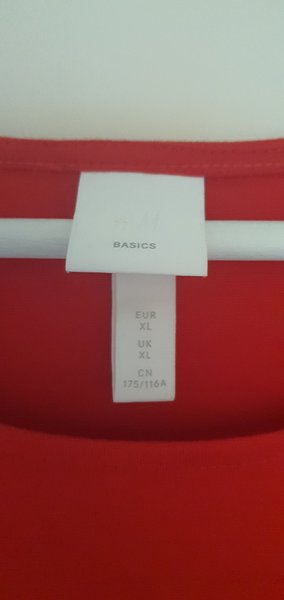 BASICS
EUR
XL
UK
XL
CN
175/116A